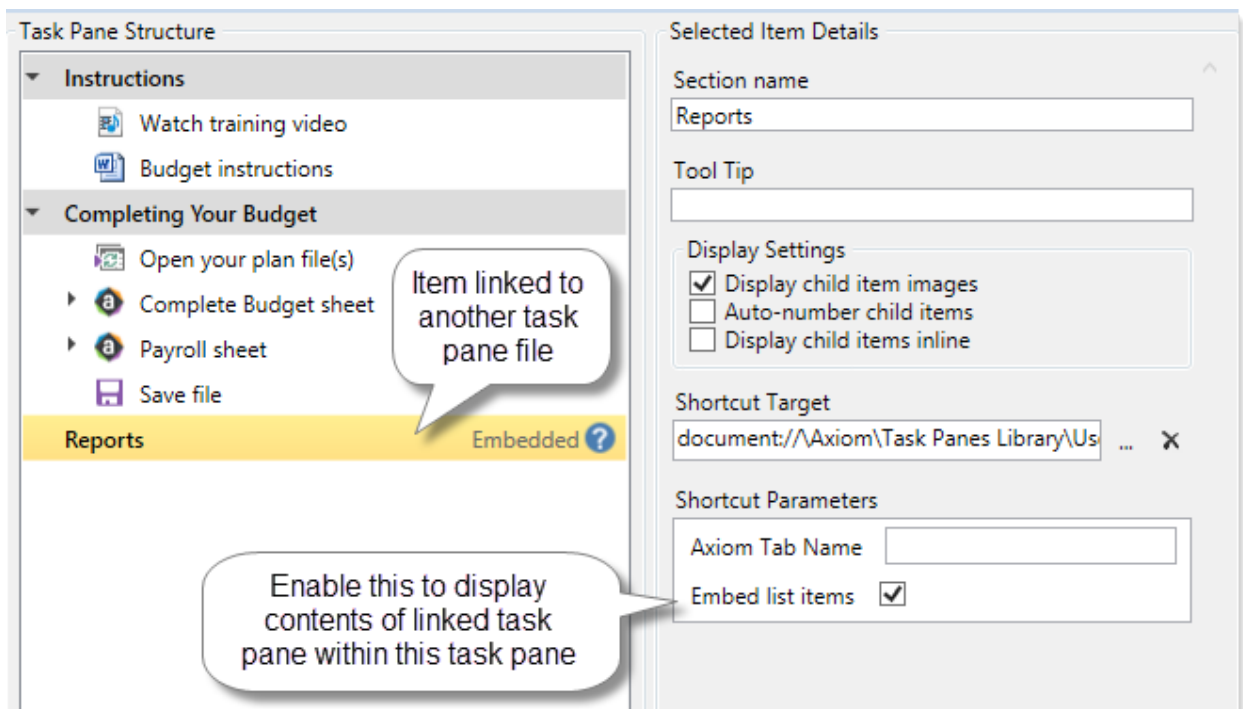 Task Pane Structure
Instructions
Watch training video
Budget instructions
Completing Your Budget
Open your plan file(s)
Complete Budget sheet
Payroll sheet
Save file
Reports Embedded ?
Item linked to
another task
pane file
Enable this to display
contents of linked task
pane within this task pane
Selected Item Details
Section name
Reports
Tool Tip
Display Settings
Display child item images
Auto-number child items
Display child items inline
Shortcut Target
document://\Axiom\Task Panes Library\Us ...
Shortcut Parameters
Axiom Tab Name
Embed list items